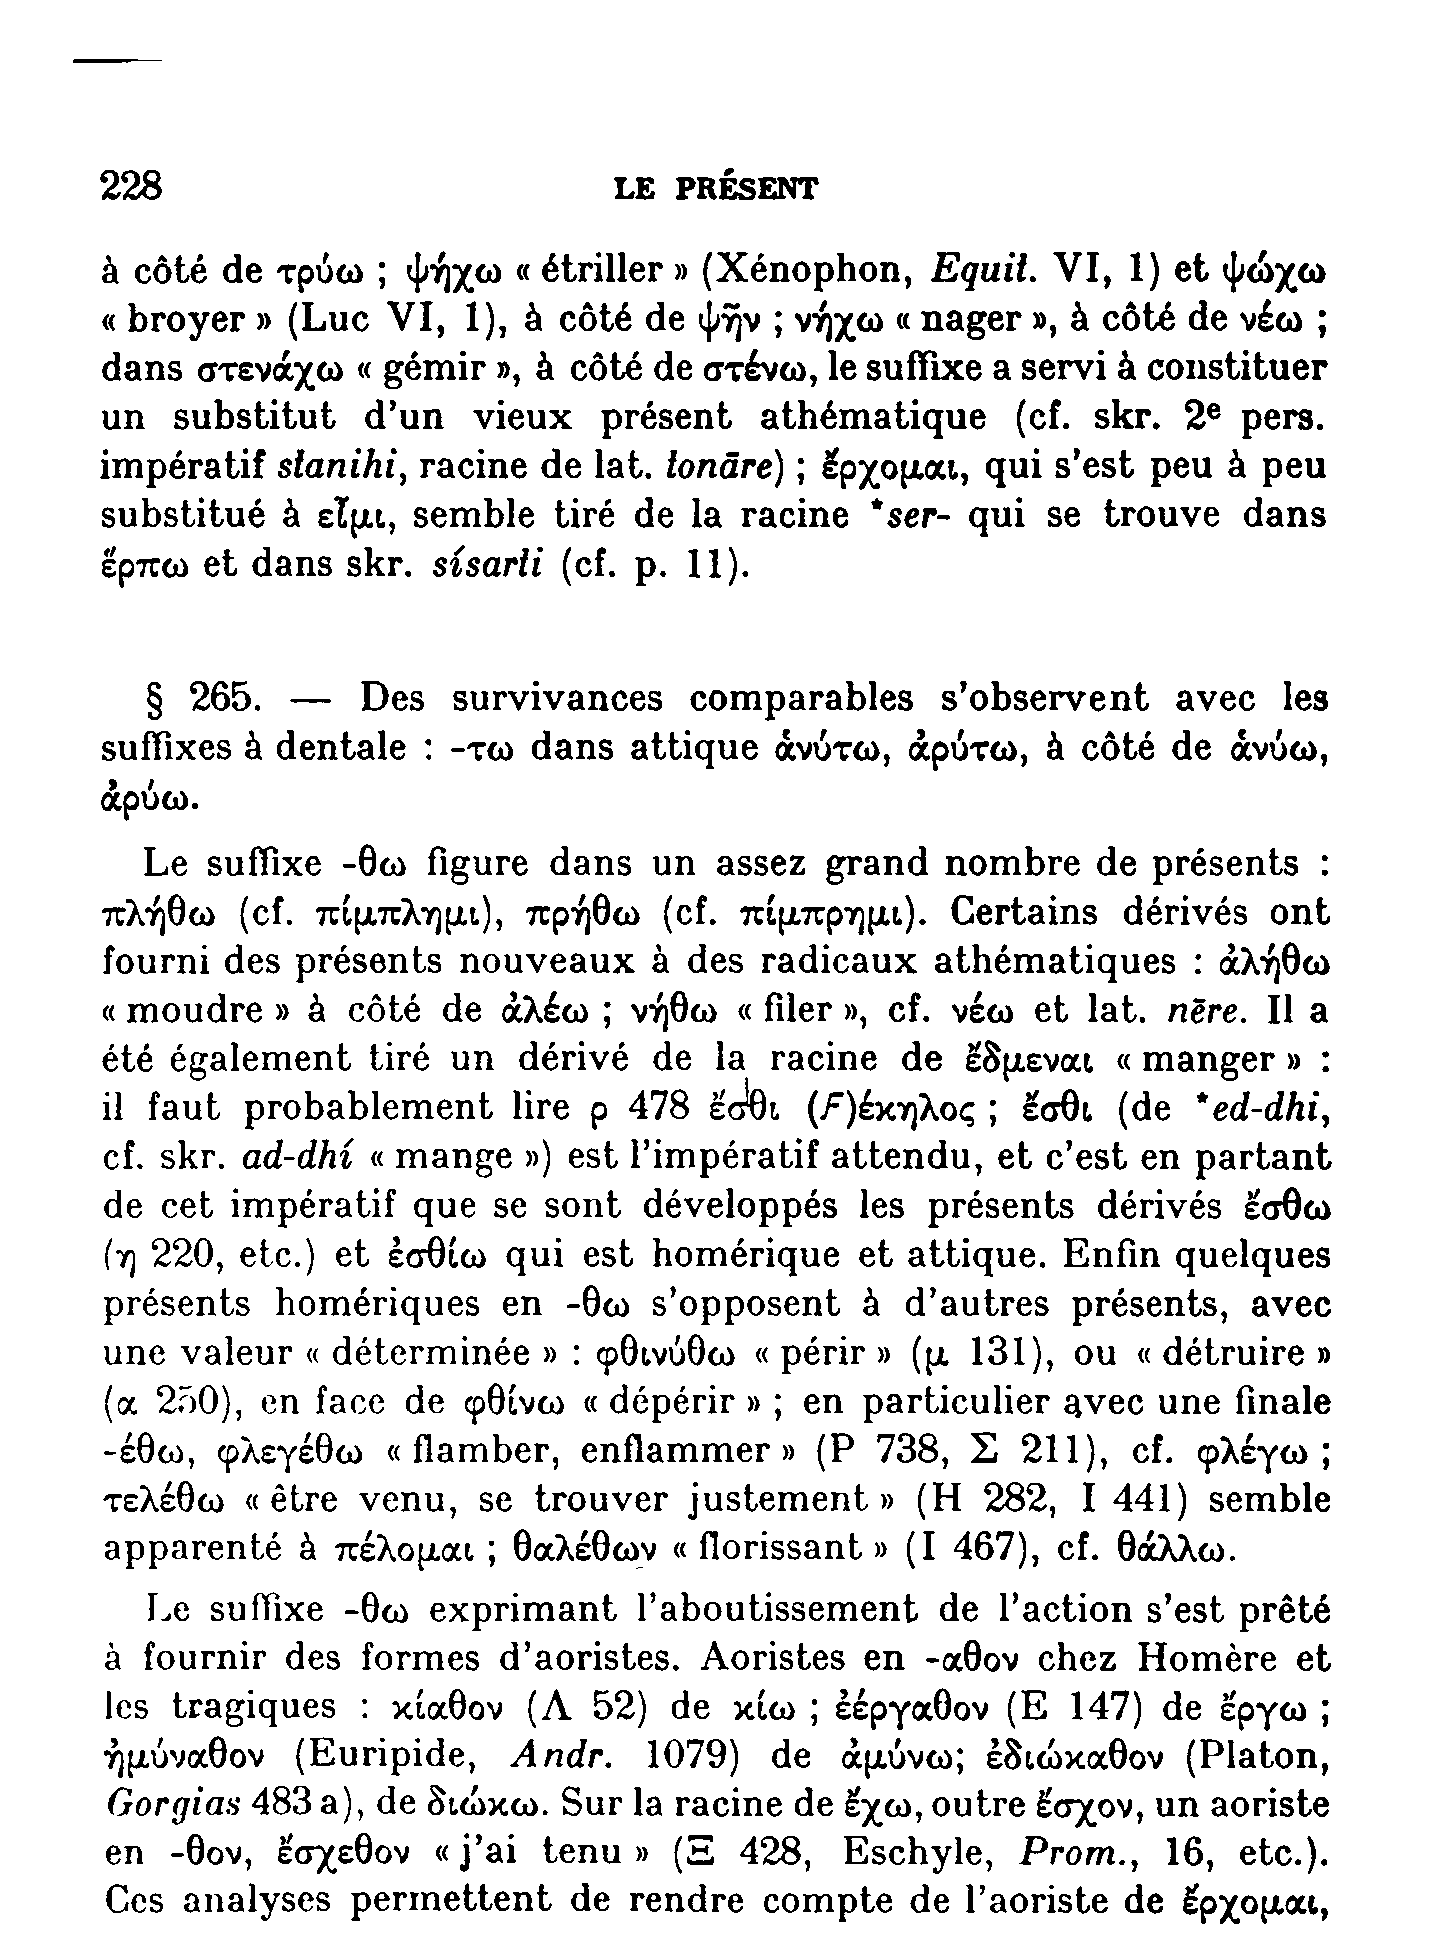 228 LE PRÉSENT
à côté de τρύω ; ψήχω « étriller » (Xénophon, Equit. VI, 1) et ψώχω
« broyer » (Luc VI, 1), à côté de ψῆν ; νήχω « nager », à côté de νέω ;
dans στενάχω « gémir », à côté de στένω, le suffixe a servi à constituer
un substitut d'un vieux présent athématique (cf. skr. 2e pers.
impératif stanihi, racine de lat. tonāre) ; ἔρχομαι, qui s'est peu à peu
substitué à εἶμι, semble tiré de la racine *ser- qui se trouve dans
ἕρπω et dans skr. sísarti (cf. p. 11).
§ 265. — Des survivances comparables s'observent avec les
suffixes à dentale : -τω dans attique ἁνύτω, ἀρύτω, à côté de ἁνύω,
ἀρύω.
Le suffixe -θω figure dans un assez grand nombre de présents :
πλήθω (cf. πίμπλημι), πρήθω (cf. πίμπρημι). Certains dérivés ont
fourni des présents nouveaux à des radicaux athématiques : ἀλήθω
« moudre » à côté de ἀλέω ; νήθω « filer », cf. νέω et lat. nēre. Il a
été également tiré un dérivé de la racine de ἔδμεναι « manger » :
il faut probablement lire ρ 478 ἔσθι (F)έκηλος ; ἔσθι (de *ed-dhi,
cf. skr. ad-dhí « mange ») est l'impératif attendu, et c'est en partant
de cet impératif que se sont développés les présents dérivés ἔσθω
(η 220, etc.) et ἐσθίω qui est homérique et attique. Enfin quelques
présents homériques en -θω s'opposent à d'autres présents, avec
une valeur « déterminée » : φθινύθω « périr » (μ 131), ou « détruire »
(α 250), en face de φθίνω « dépérir » ; en particulier avec une finale
-έθω, φλεγέθω « flamber, enflammer » (P 738, Σ 211), cf. φλέγω ;
τελέθω « être venu, se trouver justement » (H 282, I 441) semble
apparenté à πέλομαι ; θαλέθων « florissant » (I 467), cf. θάλλω.
Le suffixe -θω exprimant l'aboutissement de l'action s'est prêté
à fournir des formes d'aoristes. Aoristes en -αθον chez Homère et
les tragiques : κίαθον (Λ 52) de κίω ; ἐέργαθον (E 147) de ἔργω ;
ἠμύναθον (Euripide, Andr. 1079) de ἀμύνω; ἐδιώκαθον (Platon,
Gorgias 483 a), de διώκω. Sur la racine de ἔχω, outre ἔσχον, un aoriste
en -θον, ἔσχεθον « j'ai tenu » (Ξ 428, Eschyle, Prom., 16, etc.).
Ces analyses permettent de rendre compte de l'aoriste de ἔρχομαι,